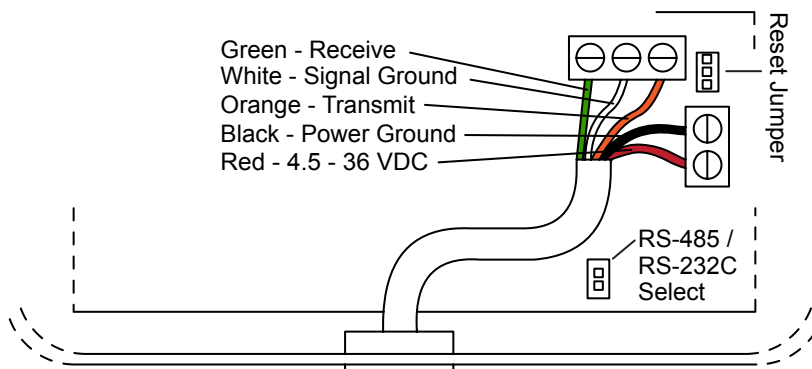 Green - Receive
White - Signal Ground
Orange - Transmit
Black - Power Ground
Red - 4.5 - 36 VDC
Reset Jumper
RS-485 /
RS-232C
Select